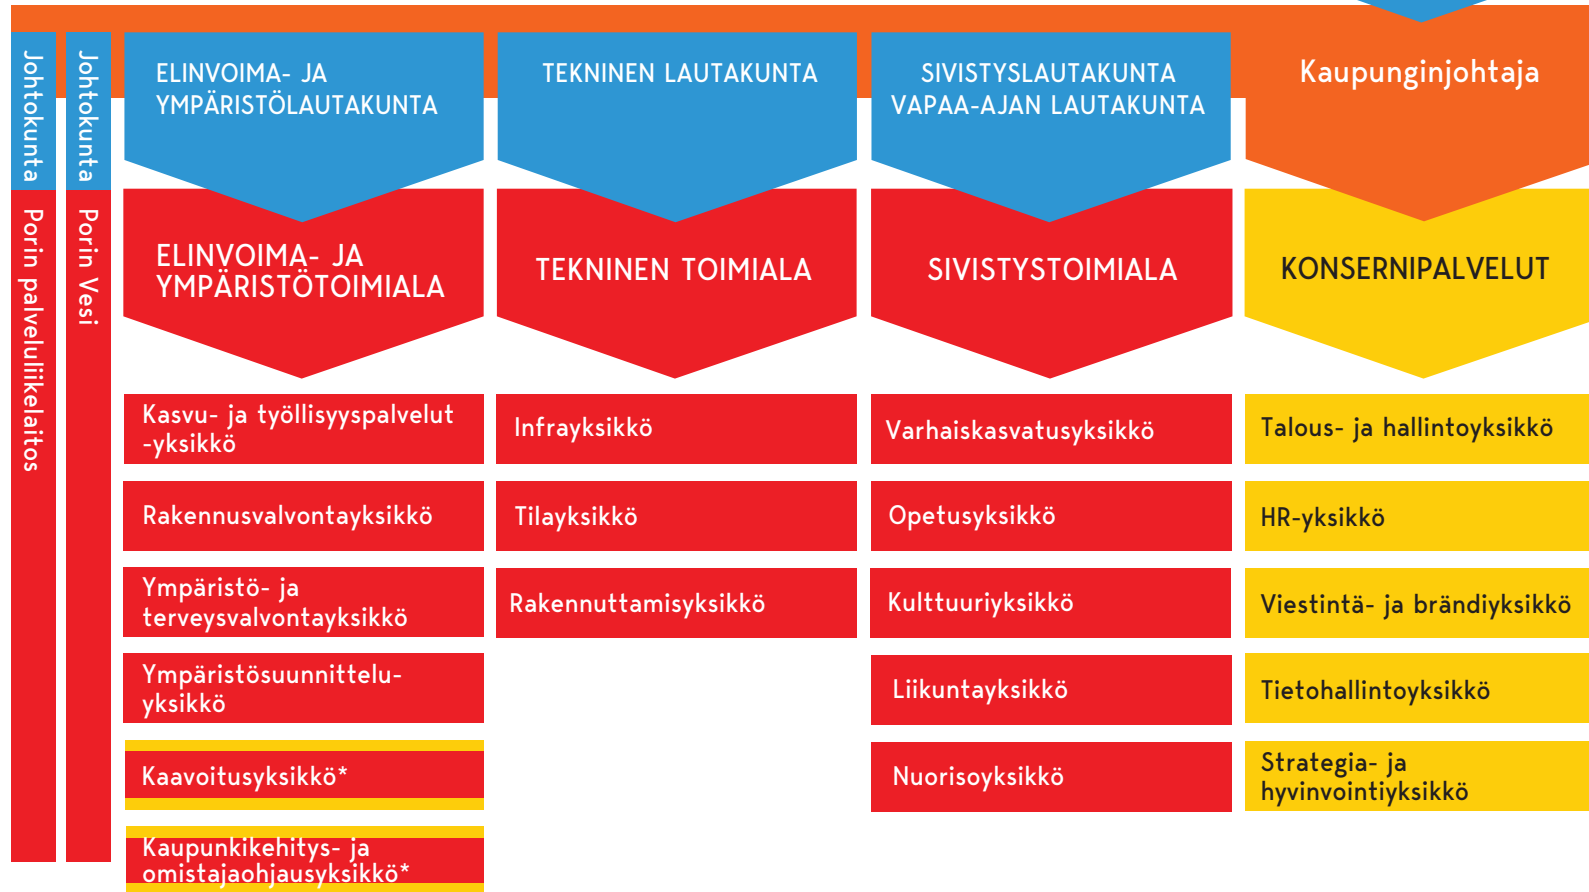 Johtokunta
Porin palveluliikelaitos
Johtokunta
Porin Vesi
ELINVOIMA- JA
YMPÄRISTÖLAUTAKUNTA
ELINVOIMA- JA
YMPÄRISTÖTOIMIALA
Kasvu- ja työllisyyspalvelut
-yksikkö
Rakennusvalvontayksikkö
Ympäristö- ja
terveysvalvontayksikkö
Ympäristösuunnittelu-
yksikkö
Kaavoitusyksikkö*
Kaupunkikehitys- ja
omistajaohjausyksikkö*
TEKNINEN LAUTAKUNTA
TEKNINEN TOIMIALA
Infrayksikkö
Tilayksikkö
Rakennuttamisyksikkö
SIVISTYSLAUTAKUNTA
VAPAA-AJAN LAUTAKUNTA
SIVISTYSTOIMIALA
Varhaiskasvatusyksikkö
Opetusyksikkö
Kulttuuriyksikkö
Liikuntayksikkö
Nuorisoyksikkö
Kaupunginjohtaja
KONSERNIPALVELUT
Talous- ja hallintoyksikkö
HR-yksikkö
Viestintä- ja brändiyksikkö
Tietohallintoyksikkö
Strategia- ja
hyvinvointiyksikkö